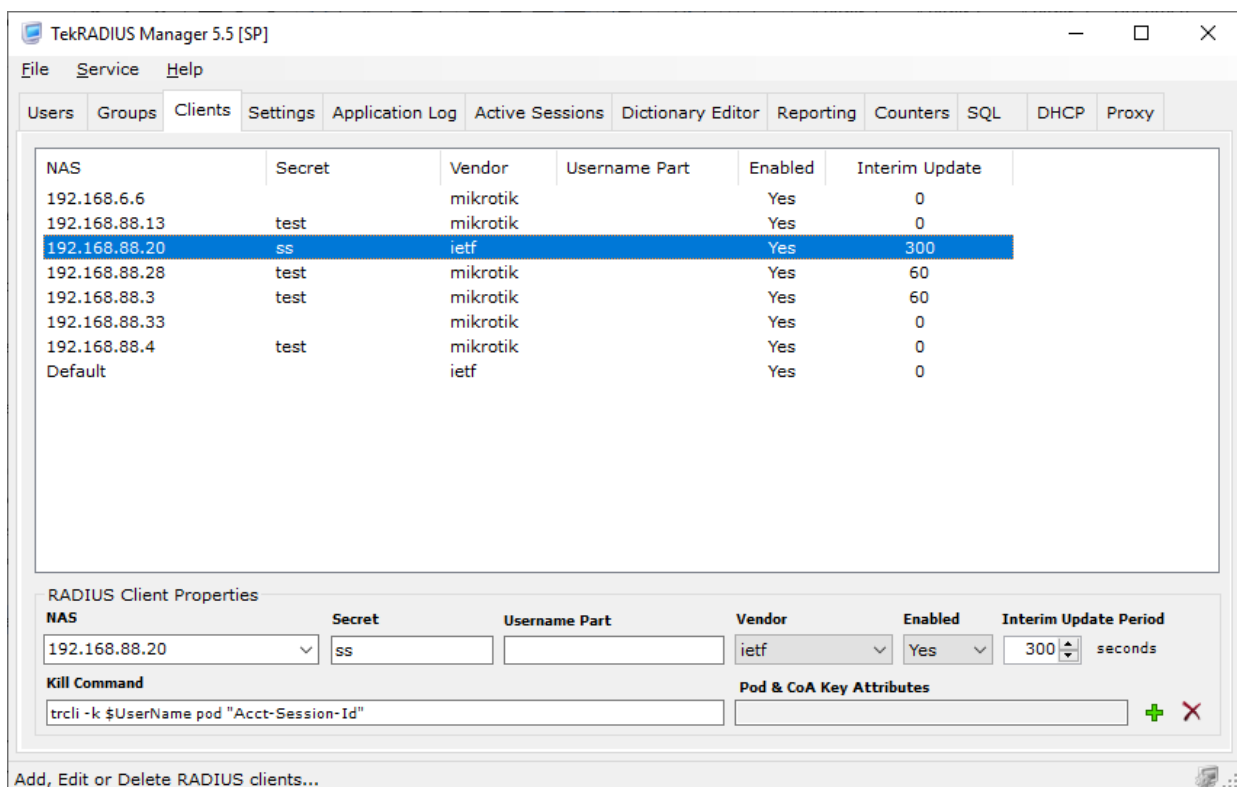 TekRADIUS Manager 5.5 [SP]
File Service Help
Users Groups Clients Settings Application Log Active Sessions Dictionary Editor Reporting Counters SQL DHCP Proxy
NAS Secret Vendor Username Part Enabled Interim Update
192.168.6.6 mikrotik Yes 0
192.168.88.13 test mikrotik Yes 0
192.168.88.20 ss ietf Yes 300
192.168.88.28 test mikrotik Yes 60
192.168.88.3 test mikrotik Yes 60
192.168.88.33 mikrotik Yes 0
192.168.88.4 test mikrotik Yes 0
Default ietf Yes 0
RADIUS Client Properties
NAS Secret Username Part Vendor Enabled Interim Update Period
192.168.88.20 ss ietf Yes 300 seconds
Kill Command Pod & CoA Key Attributes
trcli -k $UserName pod "Acct-Session-Id"
Add, Edit or Delete RADIUS clients...